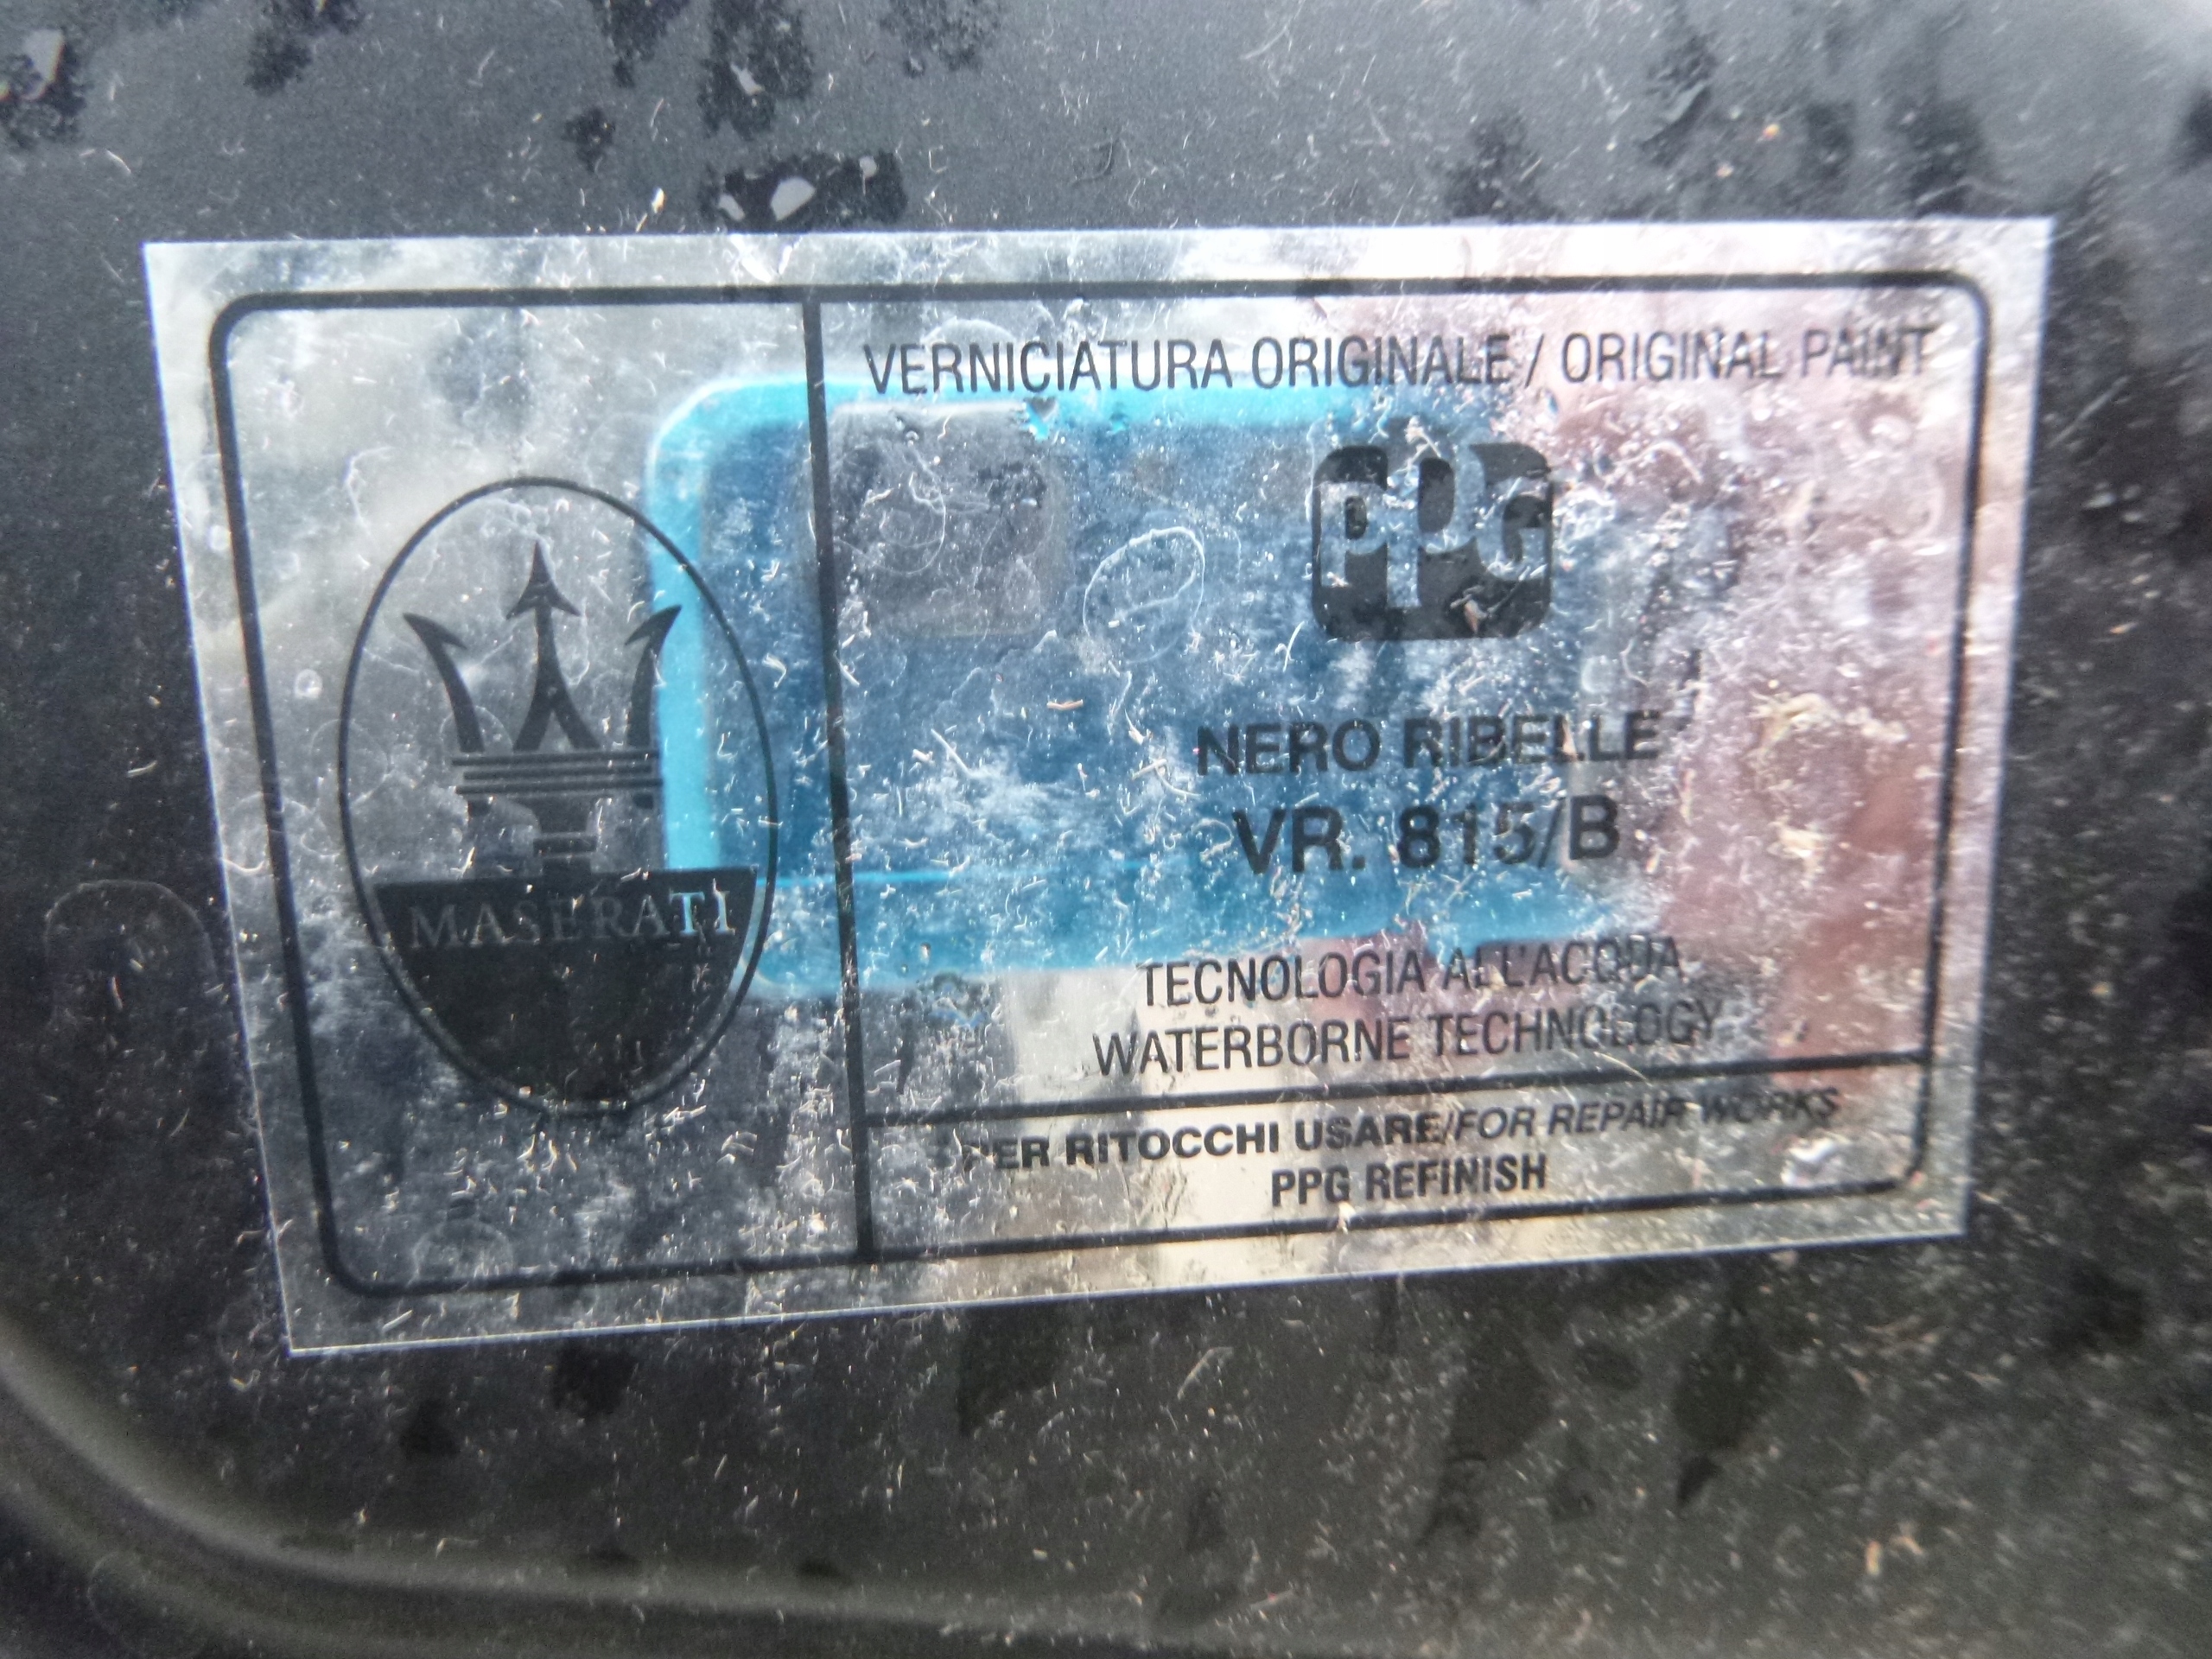 MASERATI
VERNICIATURA ORIGINALE / ORIGINAL PAINT
PPG
NERO RIBELLE
VR. 815/B
TECNOLOGIA ALL'ACQUA
WATERBORNE TECHNOLOGY
PER RITOCCHI USARE/FOR REPAIR WORKS
PPG REFINISH